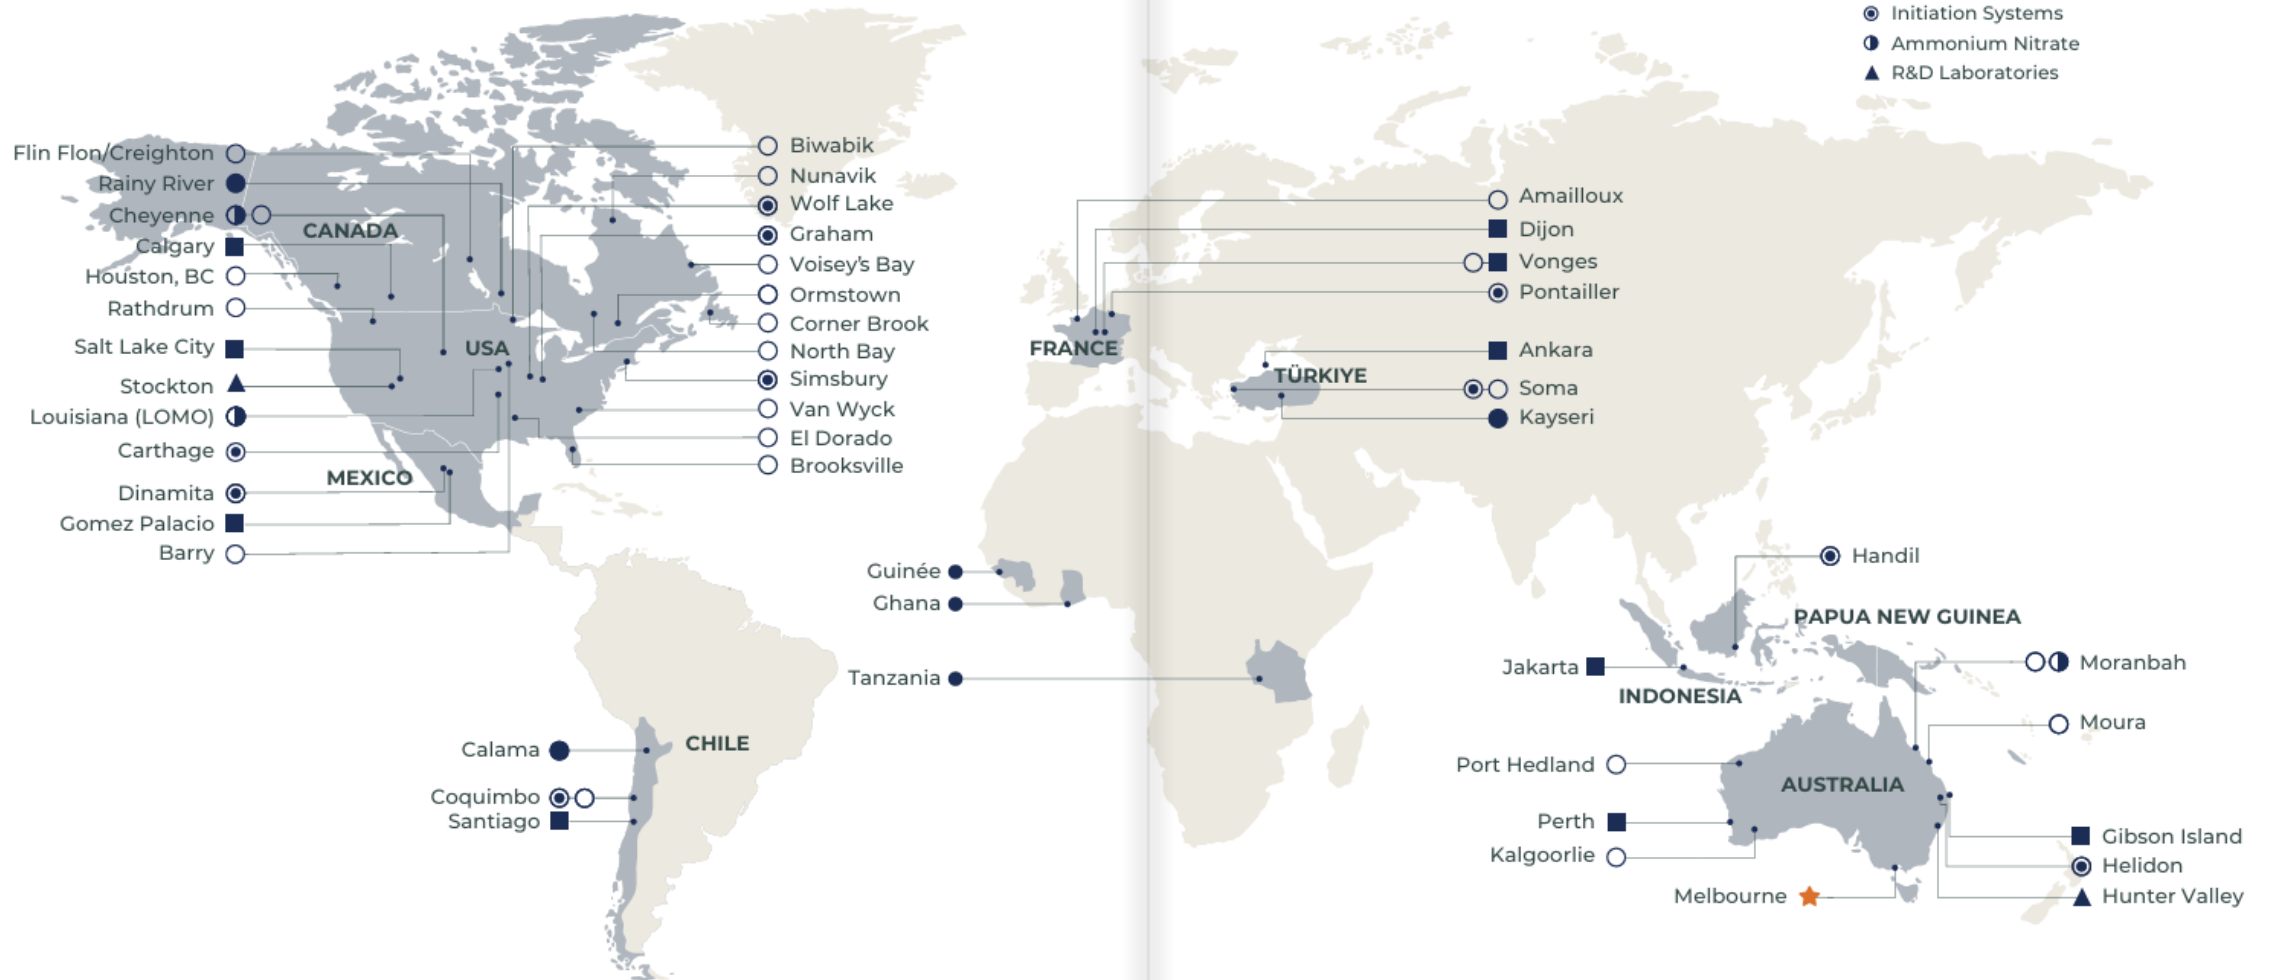 Initiation Systems
Ammonium Nitrate
R&D Laboratories
Flin Flon/Creighton
Rainy River
Cheyenne
CANADA
Calgary
Houston, BC
Rathdrum
Salt Lake City
USA
Stockton
Louisiana (LOMO)
Carthage
MEXICO
Dinamita
Gomez Palacio
Barry
Biwabik
Nunavik
Wolf Lake
Graham
Voisey's Bay
Ormstown
Corner Brook
North Bay
Simsbury
Van Wyck
El Dorado
Brooksville
Amailloux
Dijon
Vonges
Pontailler
FRANCE
Ankara
TÜRKIYE
Soma
Kayseri
Guinée
Ghana
Tanzania
Calama
CHILE
Coquimbo
Santiago
Handil
PAPUA NEW GUINEA
Jakarta
INDONESIA
Moranbah
Moura
Port Hedland
AUSTRALIA
Perth
Kalgoorlie
Melbourne
Gibson Island
Helidon
Hunter Valley